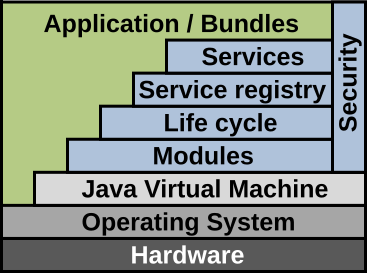 Application / Bundles
Services
Service registry
Life cycle
Modules
Security
Java Virtual Machine
Operating System
Hardware